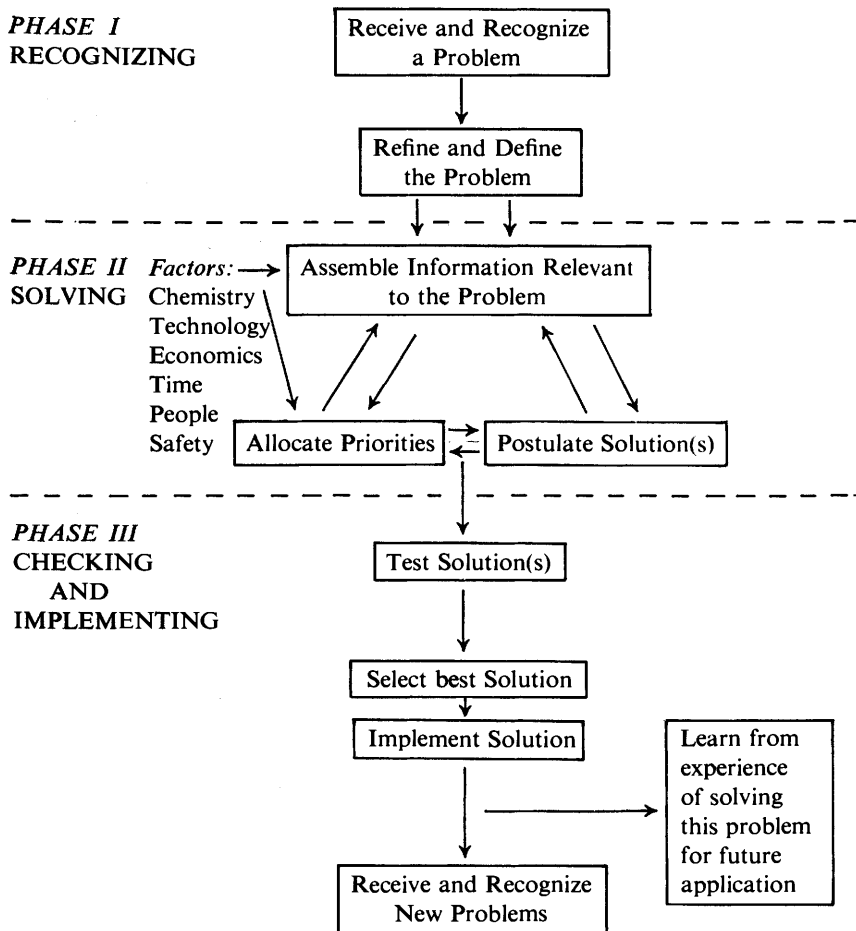 PHASE I
RECOGNIZING
Receive and Recognize
a Problem
Refine and Define
the Problem
PHASE II
SOLVING
Factors:
Chemistry
Technology
Economics
Time
People
Safety
Assemble Information Relevant
to the Problem
Allocate Priorities
Postulate Solution(s)
PHASE III
CHECKING
AND
IMPLEMENTING
Test Solution(s)
Select best Solution
Implement Solution
Learn from
experience
of solving
this problem
for future
application
Receive and Recognize
New Problems